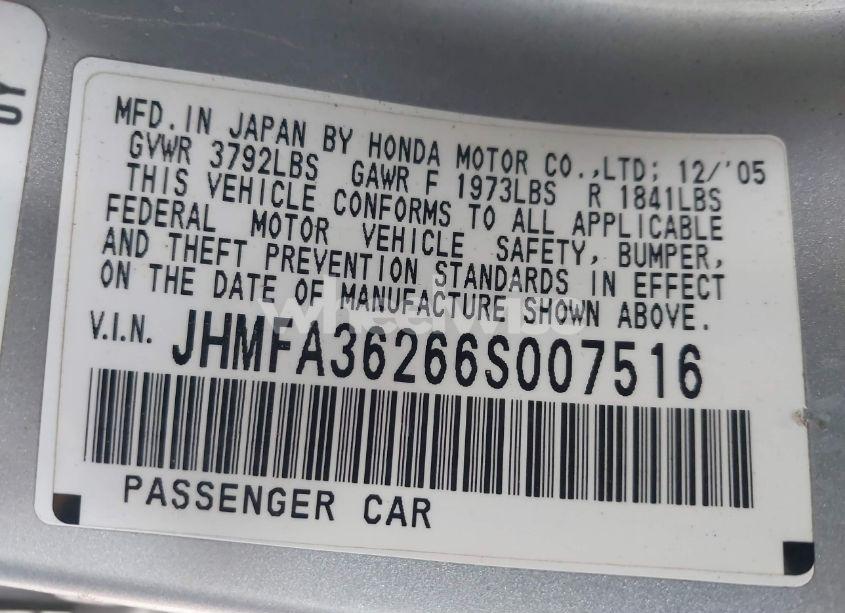 OY
MFD.IN JAPAN BY HONDA MOTOR CO.,LTD; 12/'05
GVWR 3792LBS GAWR F 1973LBS R 1841LBS
THIS VEHICLE CONFORMS TO ALL APPLICABLE
FEDERAL MOTOR VEHICLE SAFETY, BUMPER,
AND THEFT PREVENTION STANDARDS IN EFFECT
ON THE DATE OF MANUFACTURE SHOWN ABOVE.
V.I.N. JHMFA36266S007516
PASSENGER CAR